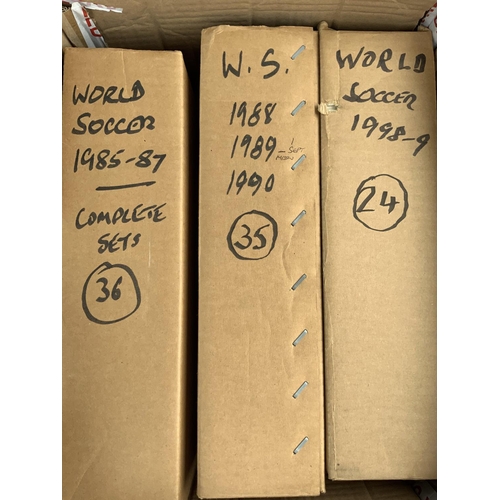 WORLD
SOCCER
1985-87
COMPLETE
SETS
36
W.S.
1988
1989 -
1990
35
WORLD
SOCCER
1998-9
24